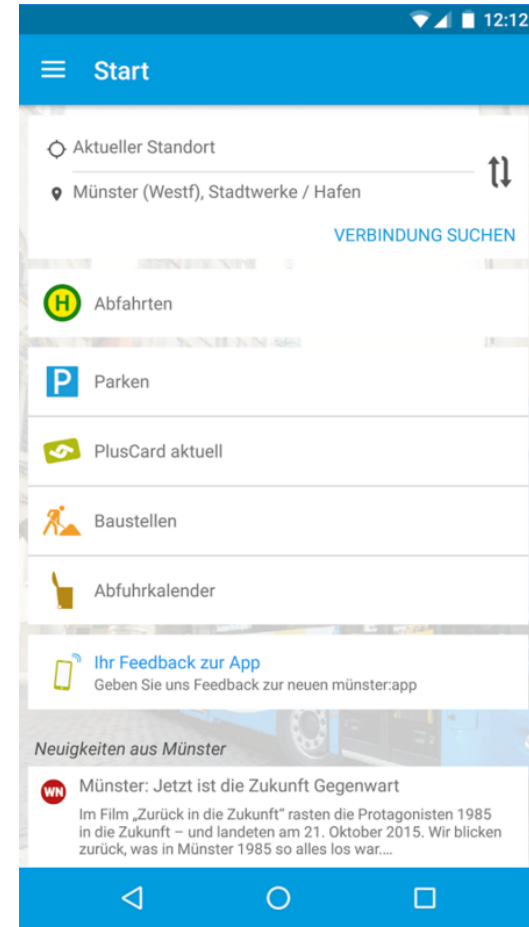 12:12
Start
Aktueller Standort
Münster (Westf), Stadtwerke / Hafen
VERBINDUNG SUCHEN
H Abfahrten
P Parken
PlusCard aktuell
Baustellen
Abfuhrkalender
Ihr Feedback zur App
Geben Sie uns Feedback zur neuen münster:app
Neuigkeiten aus Münster
WN Münster: Jetzt ist die Zukunft Gegenwart
Im Film „Zurück in die Zukunft“ rasten die Protagonisten 1985
in die Zukunft – und landeten am 21. Oktober 2015. Wir blicken
zurück, was in Münster 1985 so alles los war....